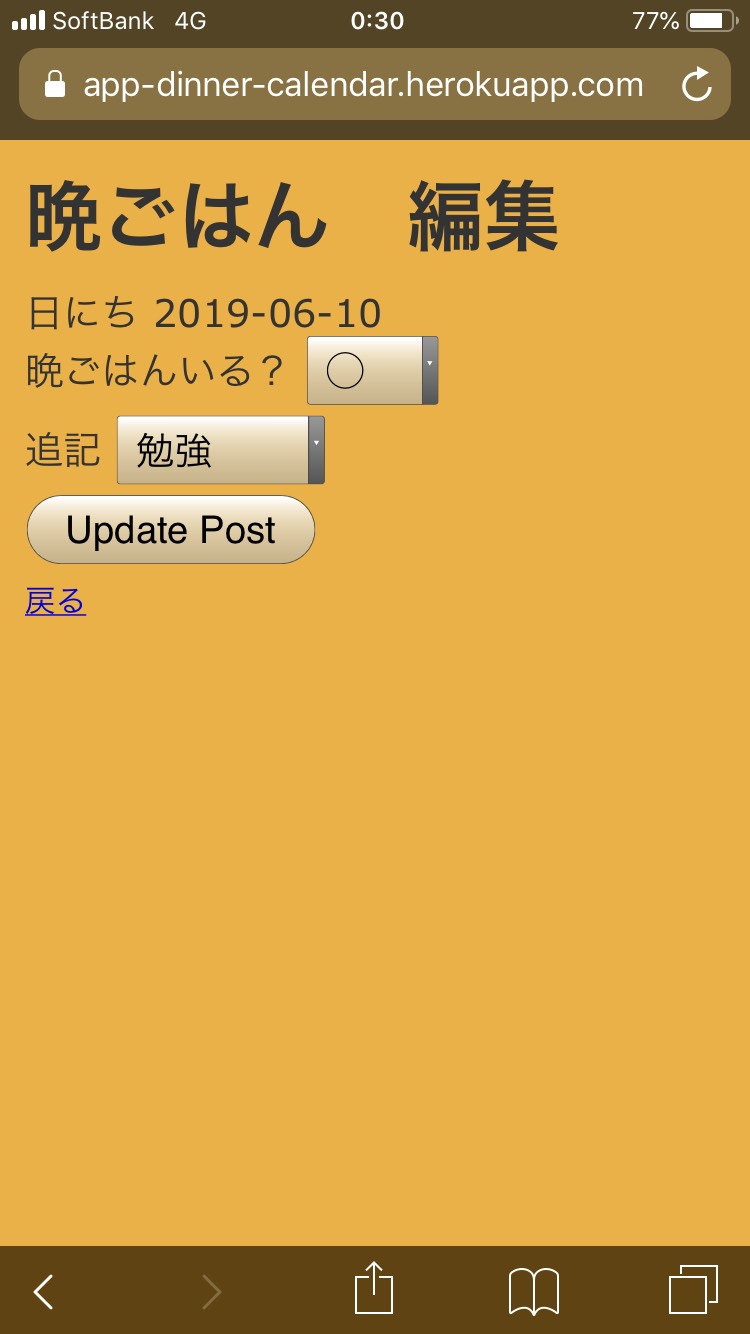 SoftBank 4G 0:30 77%
app-dinner-calendar.herokuapp.com
晩ごはん　編集
日にち 2019-06-10
晩ごはんいる？ ○
追記 勉強
Update Post
戻る